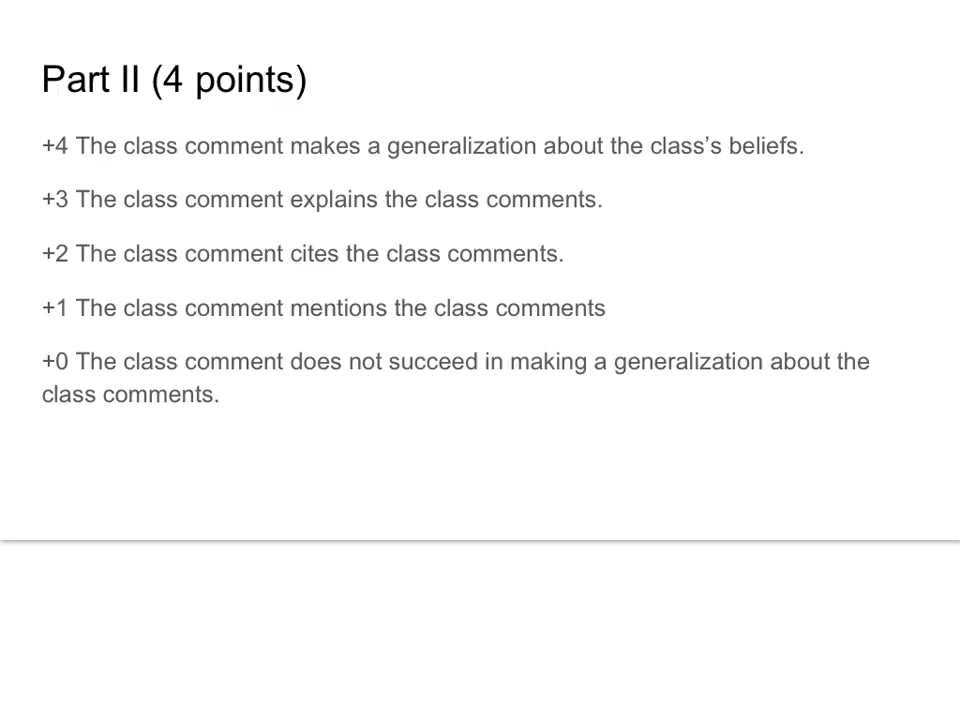 Part II (4 points)
+4 The class comment makes a generalization about the class’s beliefs.
+3 The class comment explains the class comments.
+2 The class comment cites the class comments.
+1 The class comment mentions the class comments
+0 The class comment does not succeed in making a generalization about the
class comments.